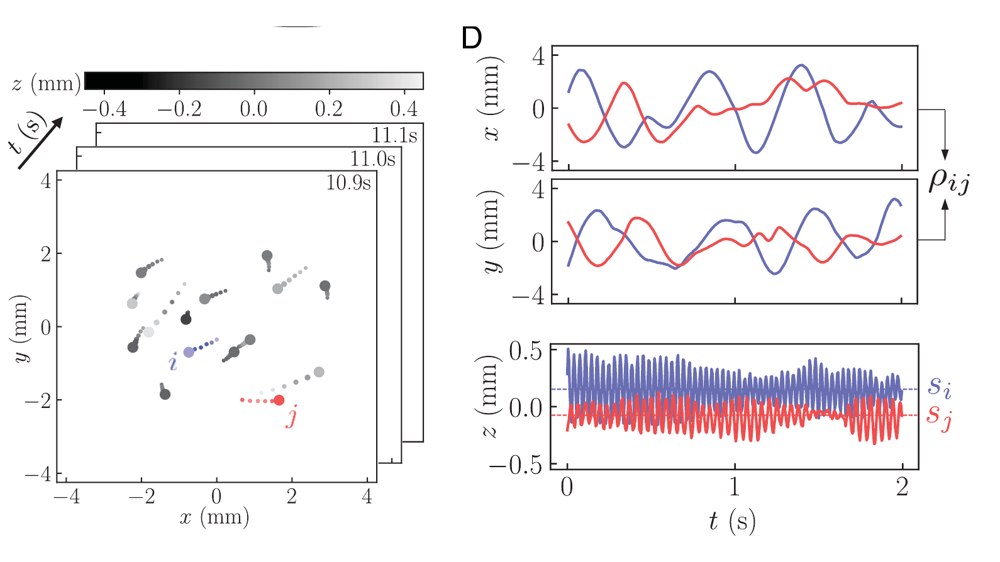 D
z (mm)
−0.4 −0.2 0.0 0.2 0.4
t (s)
11.1s
11.0s
10.9s
4
2
0
−2
−4
y (mm)
i
j
−4 −2 0 2 4
x (mm)
4
0
−4
x (mm)
4
0
−4
y (mm)
ρij
0.5
0.0
−0.5
z (mm)
si
sj
0 1 2
t (s)